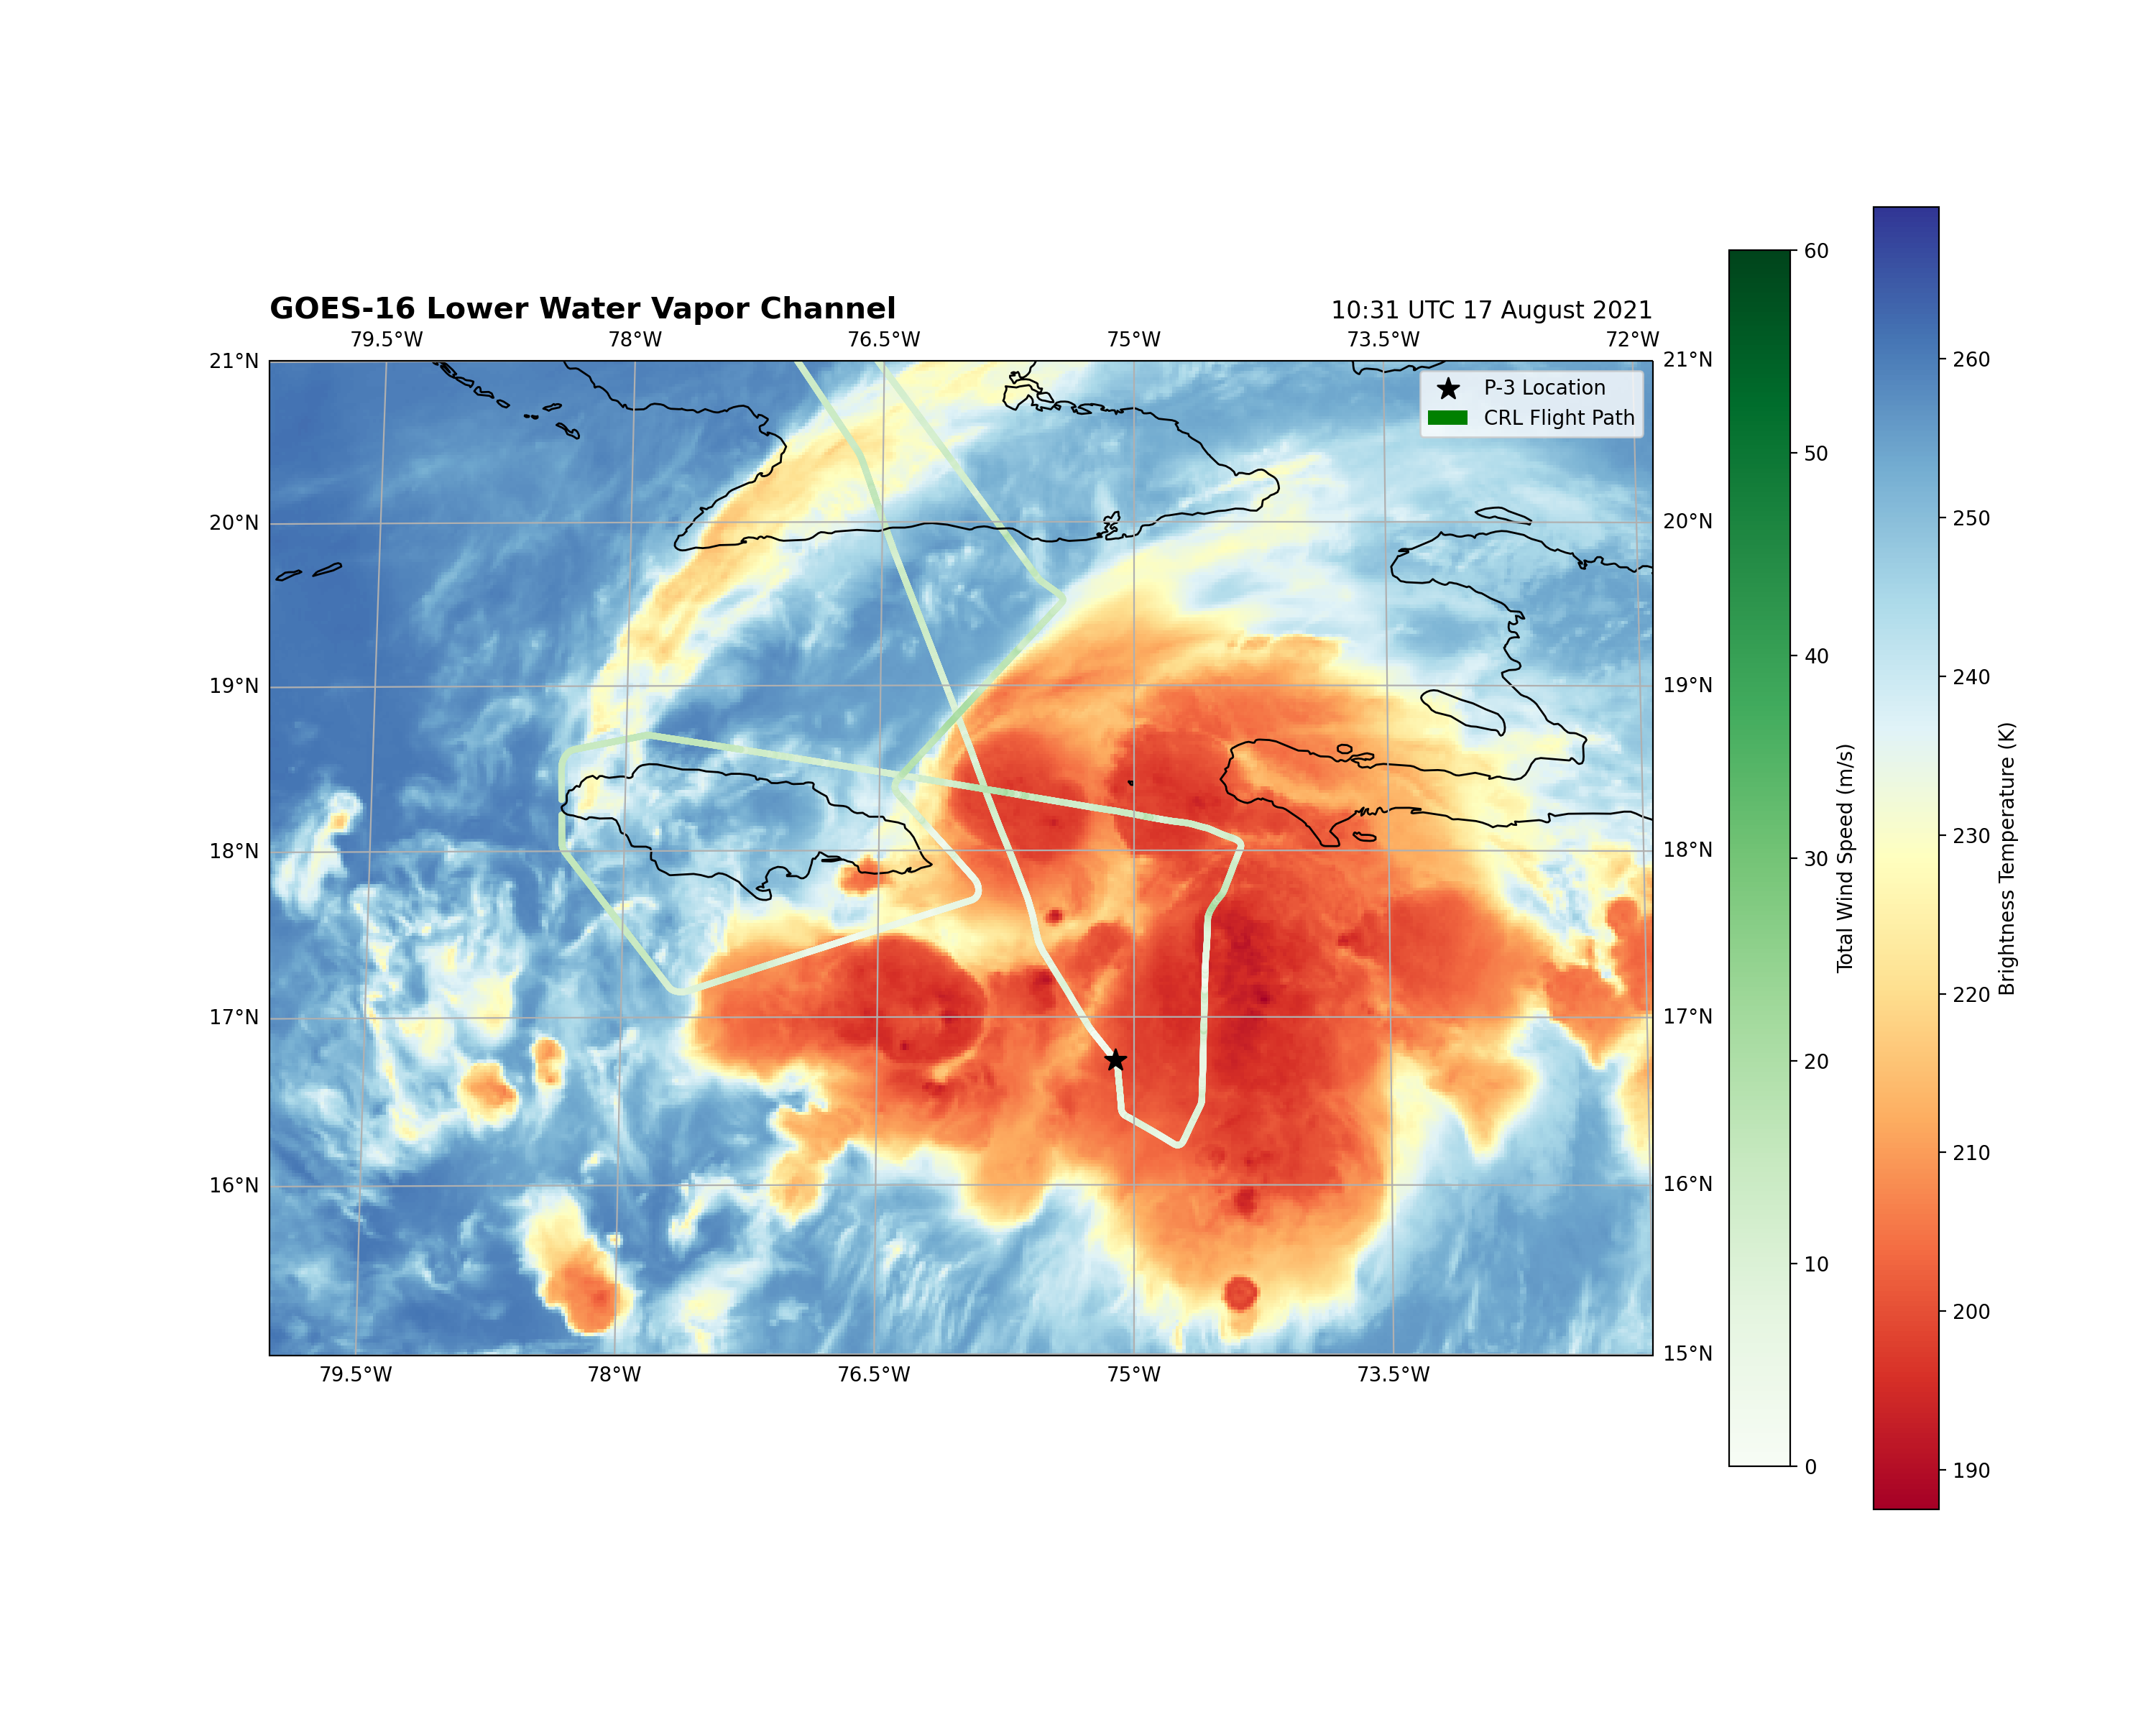 GOES-16 Lower Water Vapor Channel
10:31 UTC 17 August 2021
79.5°W 78°W 76.5°W 75°W 73.5°W 72°W
21°N 21°N
P-3 Location
CRL Flight Path
20°N 20°N
19°N 19°N
18°N 18°N
17°N 17°N
16°N 16°N
15°N
79.5°W 78°W 76.5°W 75°W 73.5°W
60
50
40
30
20
10
0
Total Wind Speed (m/s)
260
250
240
230
220
210
200
190
Brightness Temperature (K)